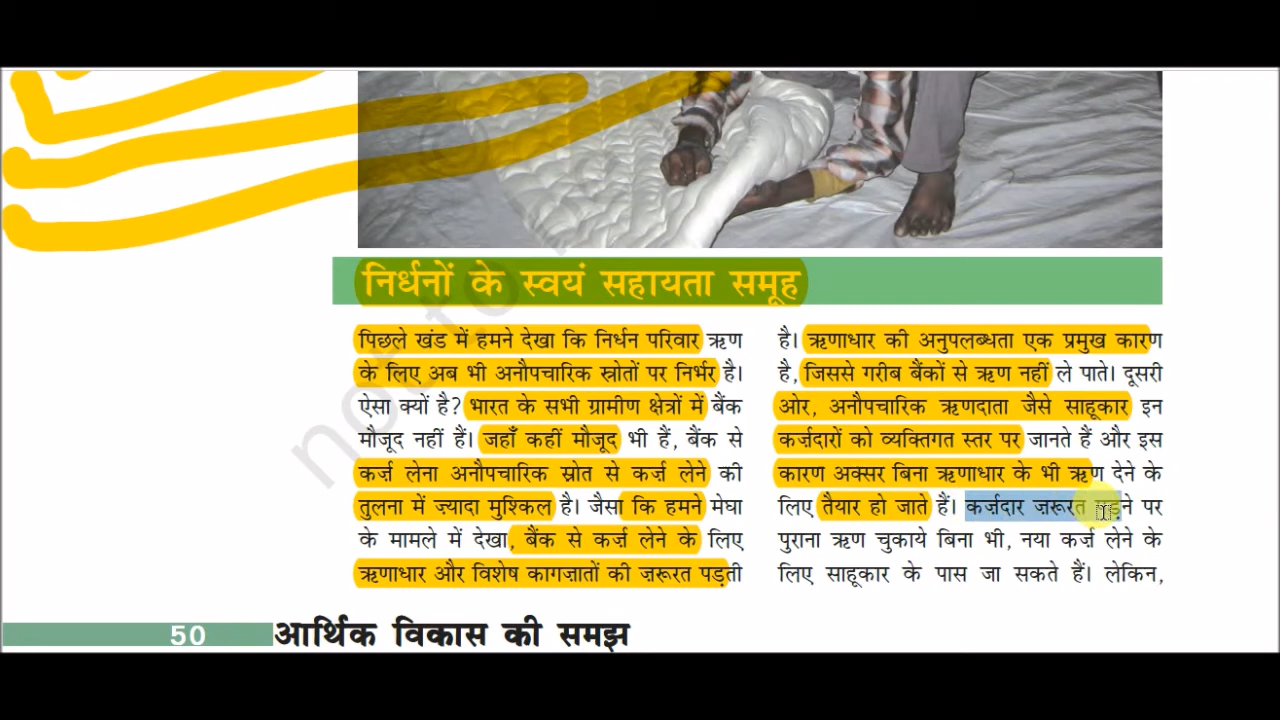 निर्धनों के स्वयं सहायता समूह
पिछले खंड में हमने देखा कि निर्धन परिवार ऋण
के लिए अब भी अनौपचारिक स्रोतों पर निर्भर है।
ऐसा क्यों है? भारत के सभी ग्रामीण क्षेत्रों में बैंक
मौजूद नहीं हैं। जहाँ कहीं मौजूद भी हैं, बैंक से
कर्ज़ लेना अनौपचारिक स्रोत से कर्ज़ लेने की
तुलना में ज़्यादा मुश्किल है। जैसा कि हमने मेघा
के मामले में देखा, बैंक से कर्ज़ लेने के लिए
ऋणाधार और विशेष कागज़ातों की ज़रूरत पड़ती
है। ऋणाधार की अनुपलब्धता एक प्रमुख कारण
है, जिससे गरीब बैंकों से ऋण नहीं ले पाते। दूसरी
ओर, अनौपचारिक ऋणदाता जैसे साहूकार इन
कर्ज़दारों को व्यक्तिगत स्तर पर जानते हैं और इस
कारण अक्सर बिना ऋणाधार के भी ऋण देने के
लिए तैयार हो जाते हैं। कर्ज़दार ज़रूरत पड़ने पर
पुराना ऋण चुकाये बिना भी, नया कर्ज़ लेने के
लिए साहूकार के पास जा सकते हैं। लेकिन,
50 आर्थिक विकास की समझ
not to